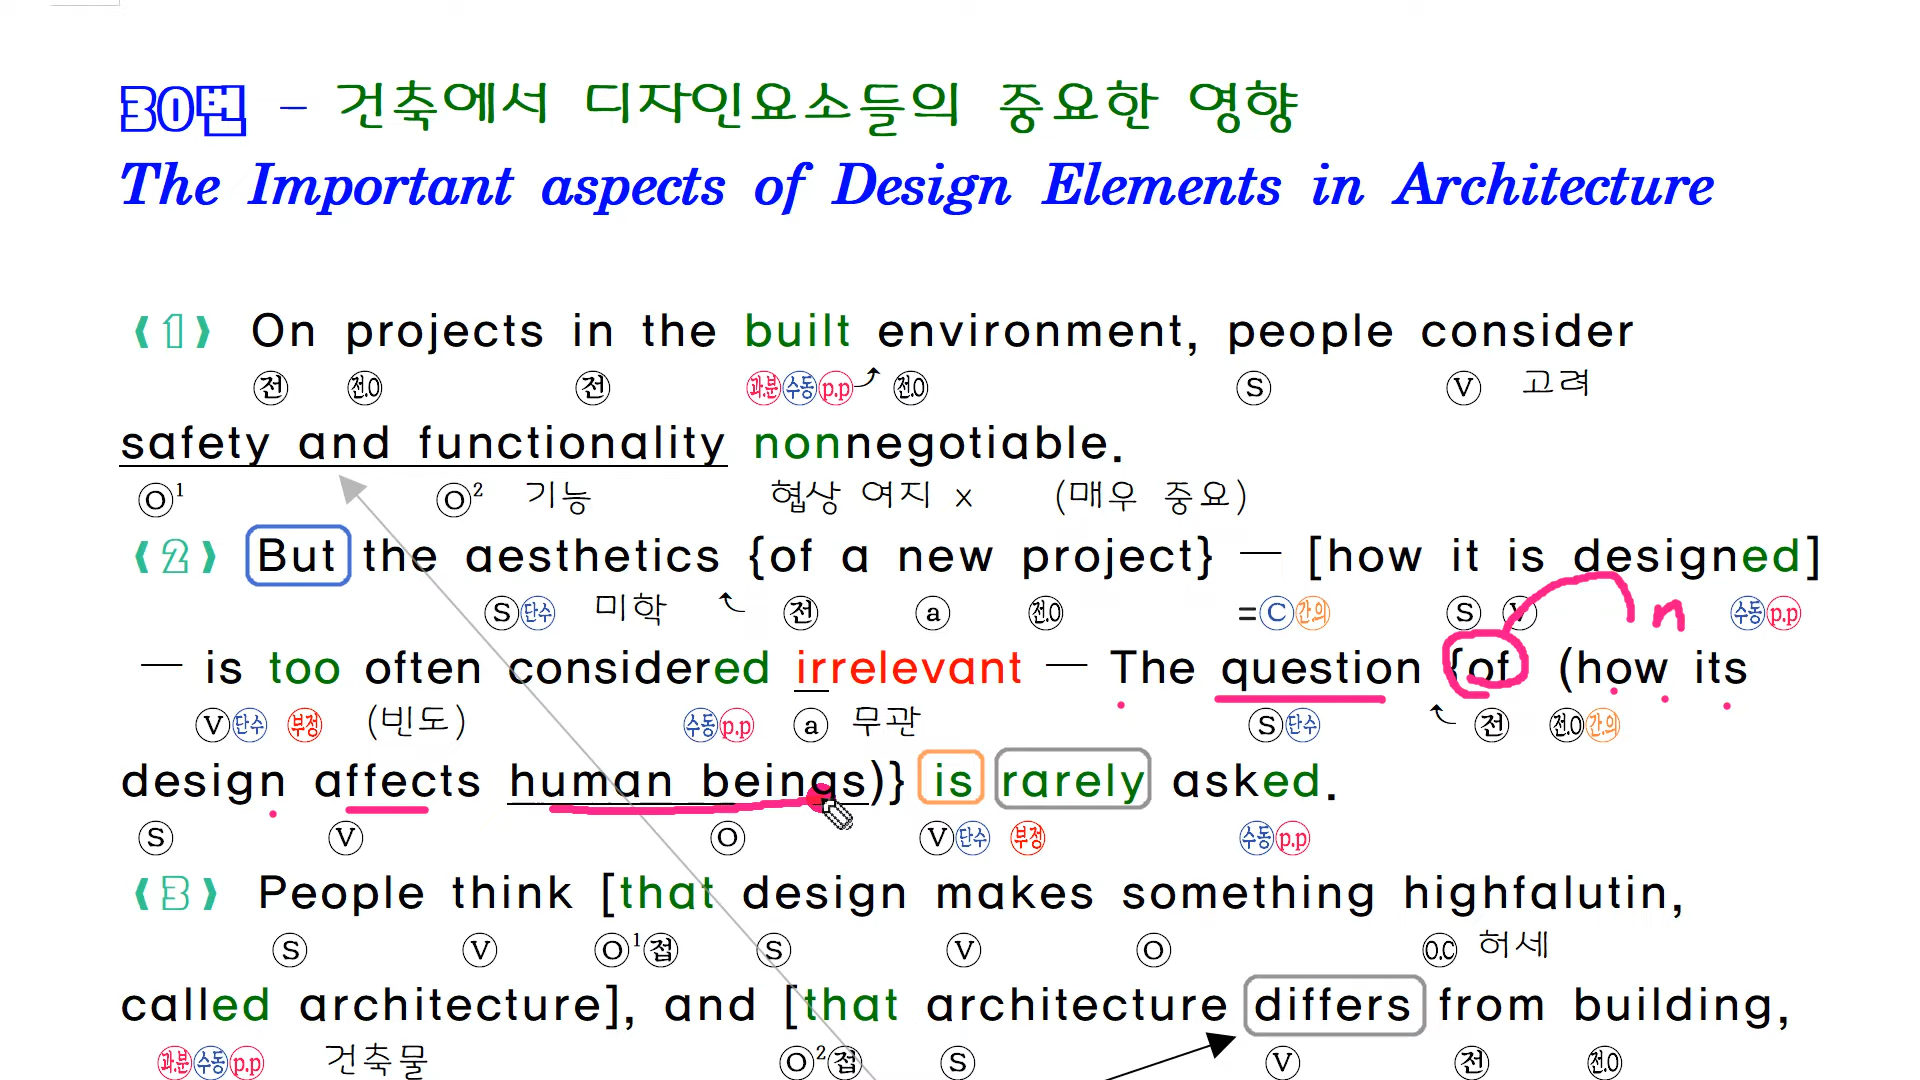 30번 - 건축에서 디자인요소들의 중요한 영향
The Important aspects of Design Elements in Architecture
(1) On projects in the built environment, people consider
전 전.O 전 과.분 수동 p.p 전.O S V 고려
safety and functionality nonnegotiable.
O1 O2 기능 협상 여지 x (매우 중요)
(2) But the aesthetics {of a new project} — [how it is designed]
S 단수 미학 전 a 전.O =C 간.의 S V n 수동 p.p
— is too often considered irrelevant — The question {of (how its
V 단수 부정 (빈도) 수동 p.p a 무관 S 단수 전 전.O 간.의
design affects human beings)} is rarely asked.
S V O V 단수 부정 수동 p.p
(3) People think [that design makes something highfalutin,
S V O1 접 S V O O.C 허세
called architecture], and [that architecture differs from building,
과.분 수동 p.p 건축물 O2 접 S V 전 전.O